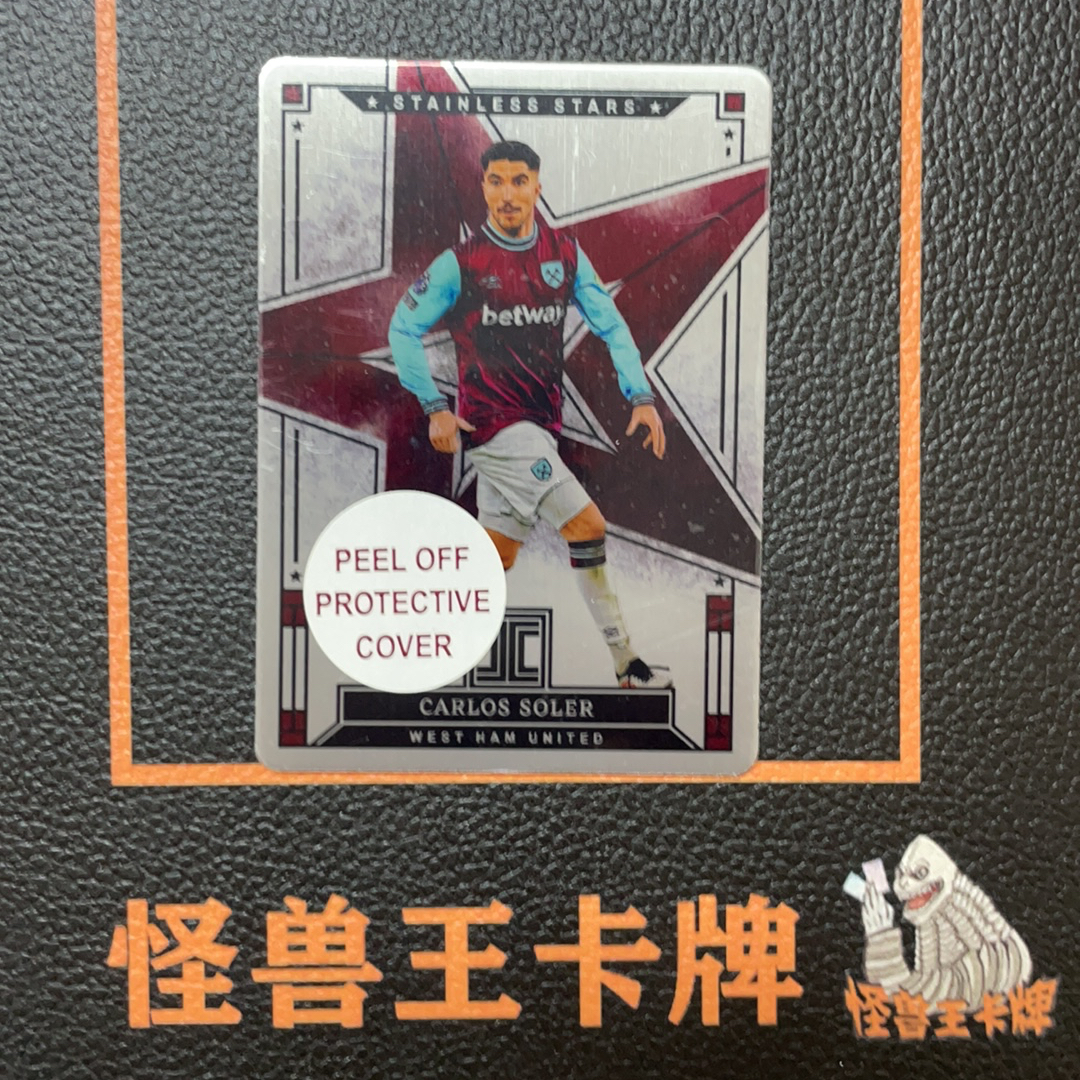 ★ STAINLESS STARS ★
betway
PEEL OFF
PROTECTIVE
COVER
CARLOS SOLER
WEST HAM UNITED
怪兽王卡牌
怪兽王卡牌